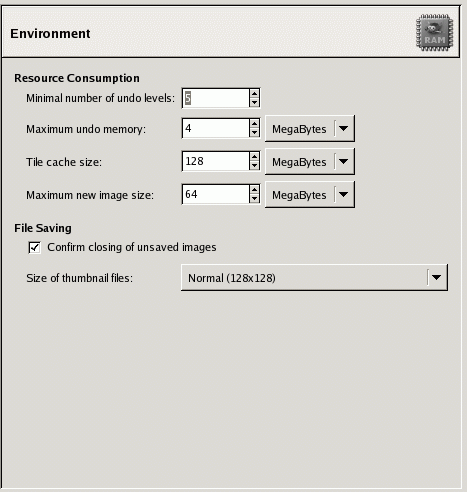 Environment
RAM
Resource Consumption
Minimal number of undo levels: 5
Maximum undo memory: 4 MegaBytes
Tile cache size: 128 MegaBytes
Maximum new image size: 64 MegaBytes
File Saving
Confirm closing of unsaved images
Size of thumbnail files: Normal (128x128)